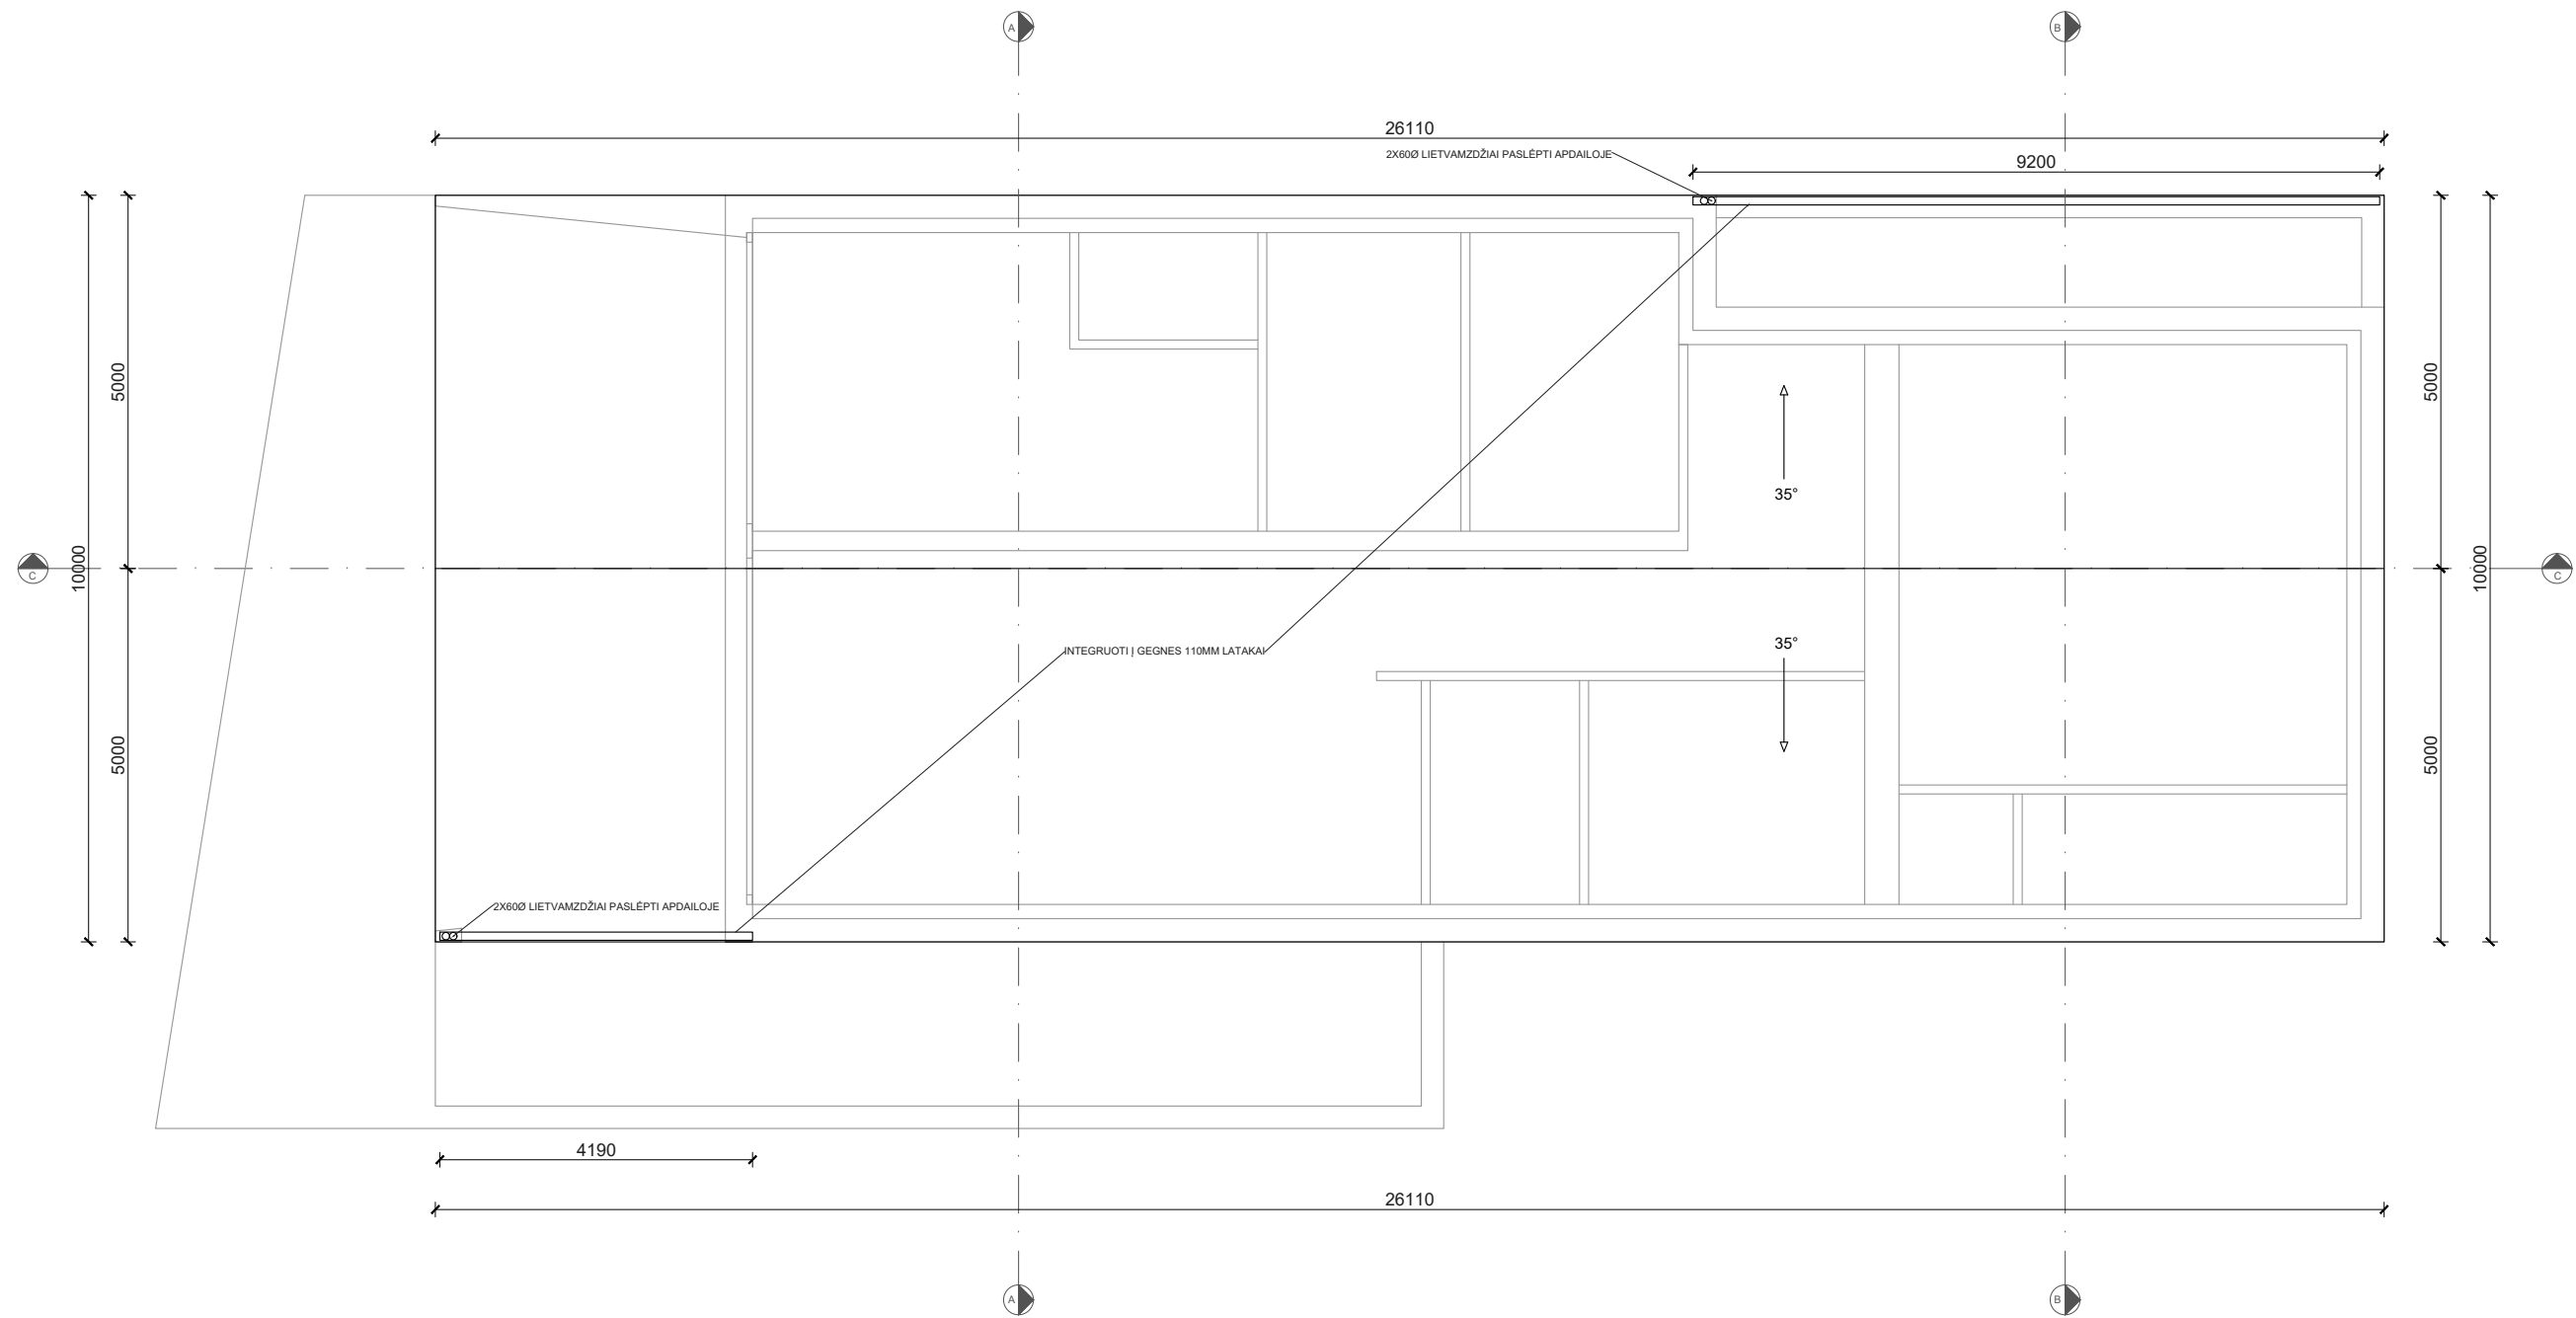 A
B
26110
2X60Ø LIETVAMZDŽIAI PASLĖPTI APDAILOJE
9200
5000
5000
35°
C
10000
10000
C
INTEGRUOTI Į GEGNES 110MM LATAKAI
35°
5000
5000
2X60Ø LIETVAMZDŽIAI PASLĖPTI APDAILOJE
4190
26110
A
B